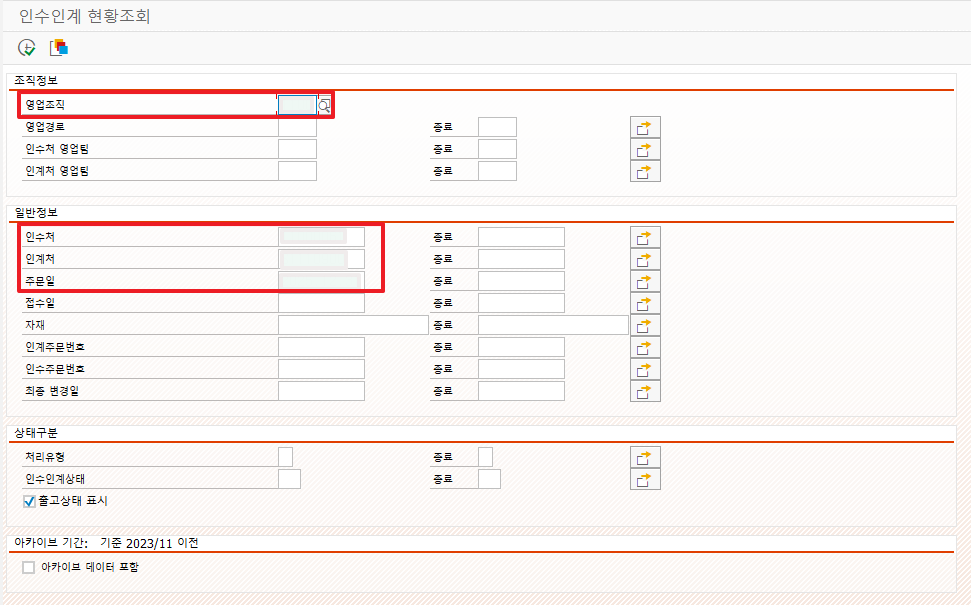 인수인계 현황조회
조직정보
영업조직
영업경로 종료
인수처 영업팀 종료
인계처 영업팀 종료
일반정보
인수처 종료
인계처 종료
주문일 종료
접수일 종료
자재 종료
인계주문번호 종료
인수주문번호 종료
최종 변경일 종료
상태구분
처리유형 종료
인수인계상태 종료
출고상태 표시
아카이브 기간: 기준 2023/11 이전
아카이브 데이터 포함